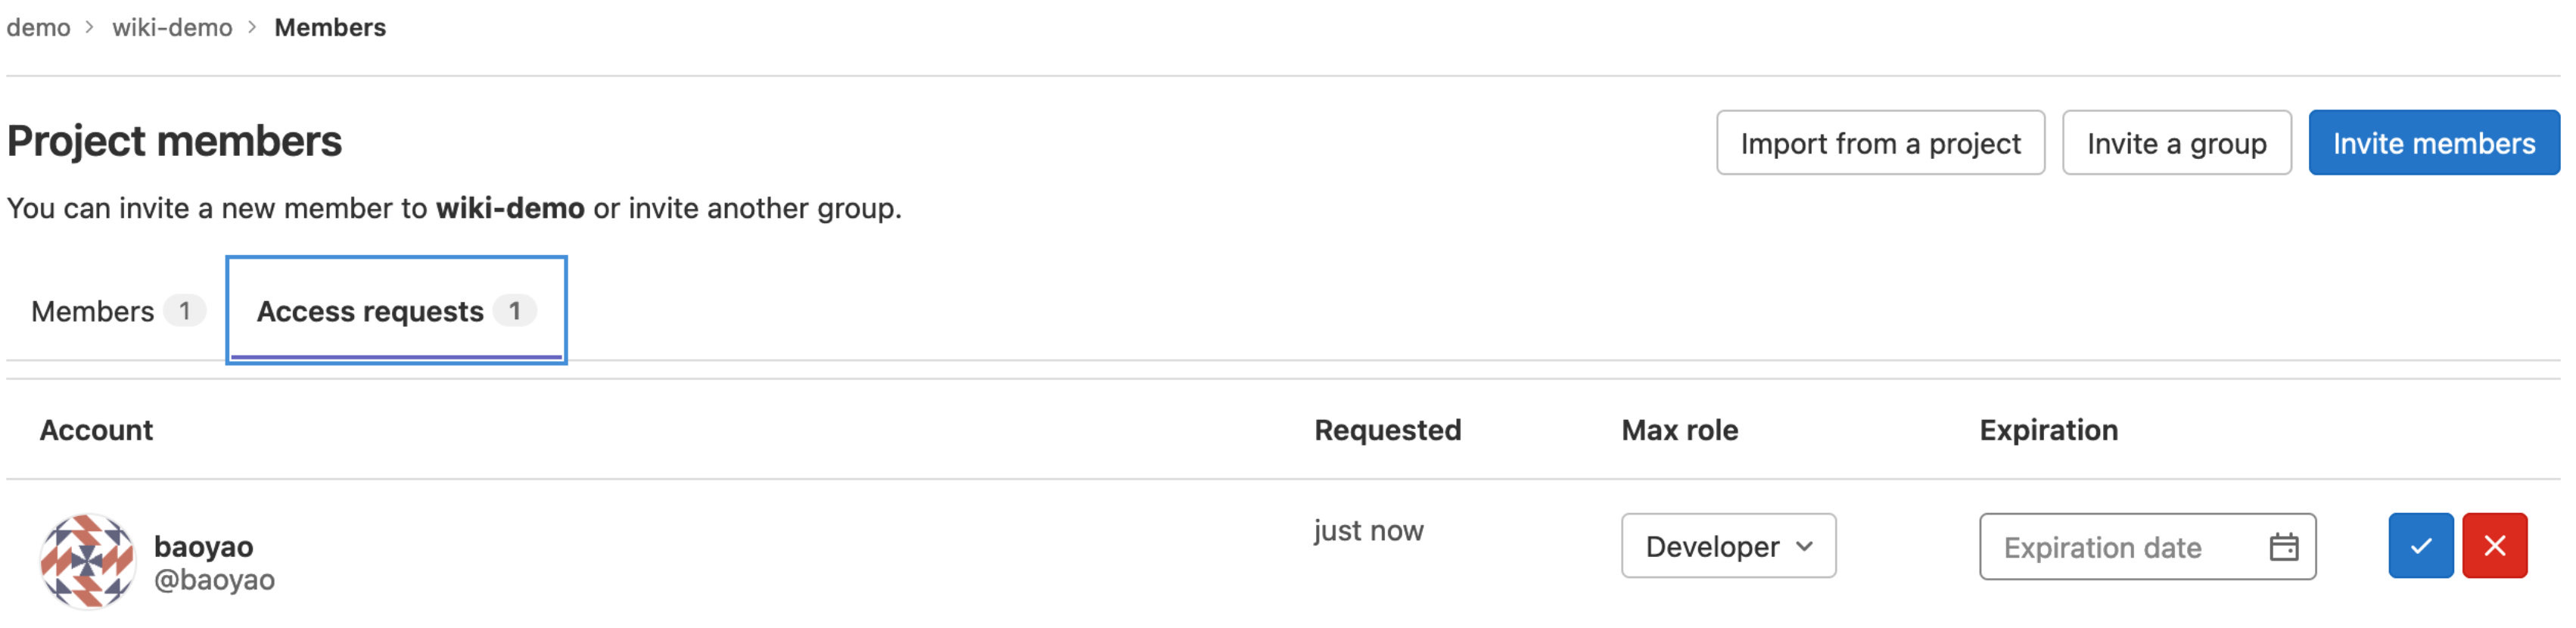 demo > wiki-demo > Members
Project members
Import from a project
Invite a group
Invite members
You can invite a new member to wiki-demo or invite another group.
Members 1
Access requests 1
Account Requested Max role Expiration
baoyao just now Developer Expiration date
@baoyao